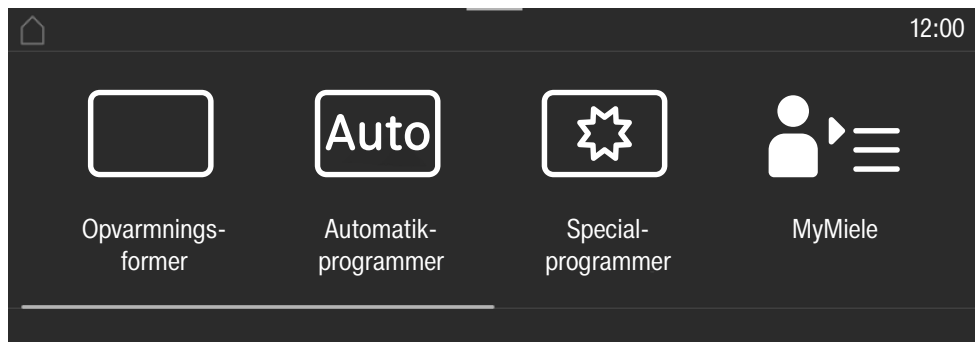 12:00
Auto
Opvarmnings-
former
Automatik-
programmer
Special-
programmer
MyMiele